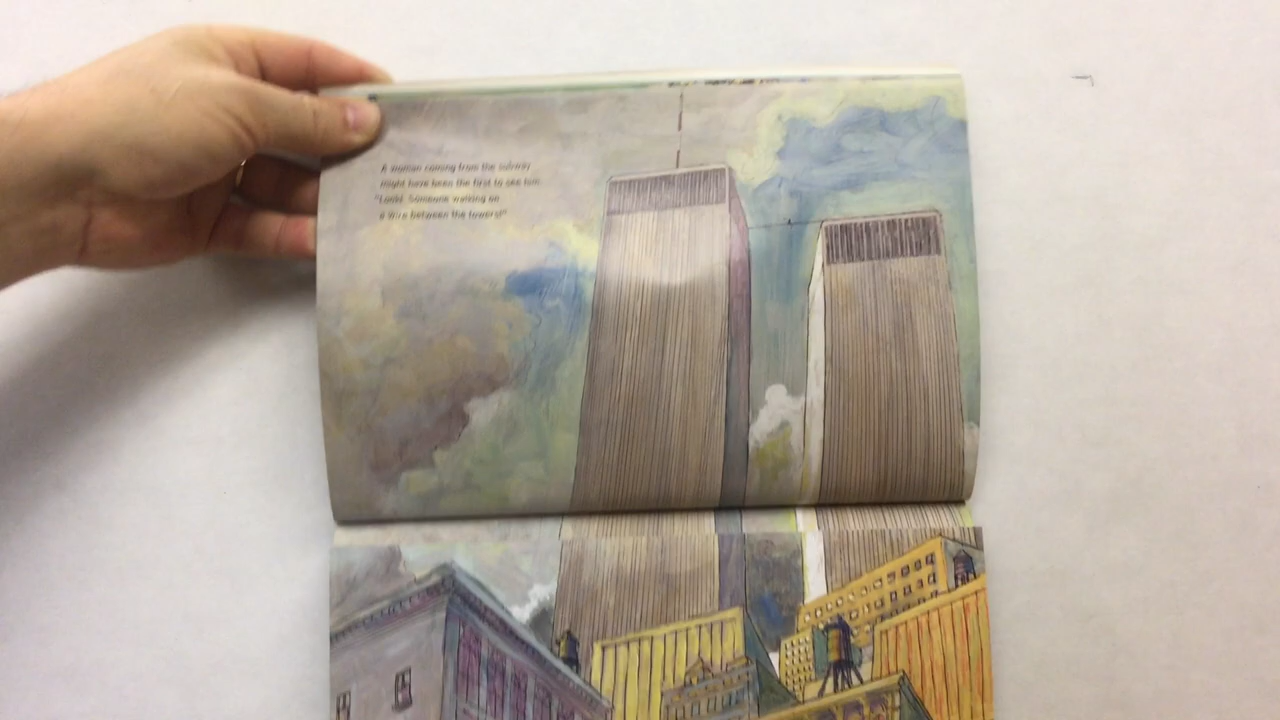 A woman coming from the subway
might have been the first to see him.
"Look! Someone walking on
a wire between the towers!"